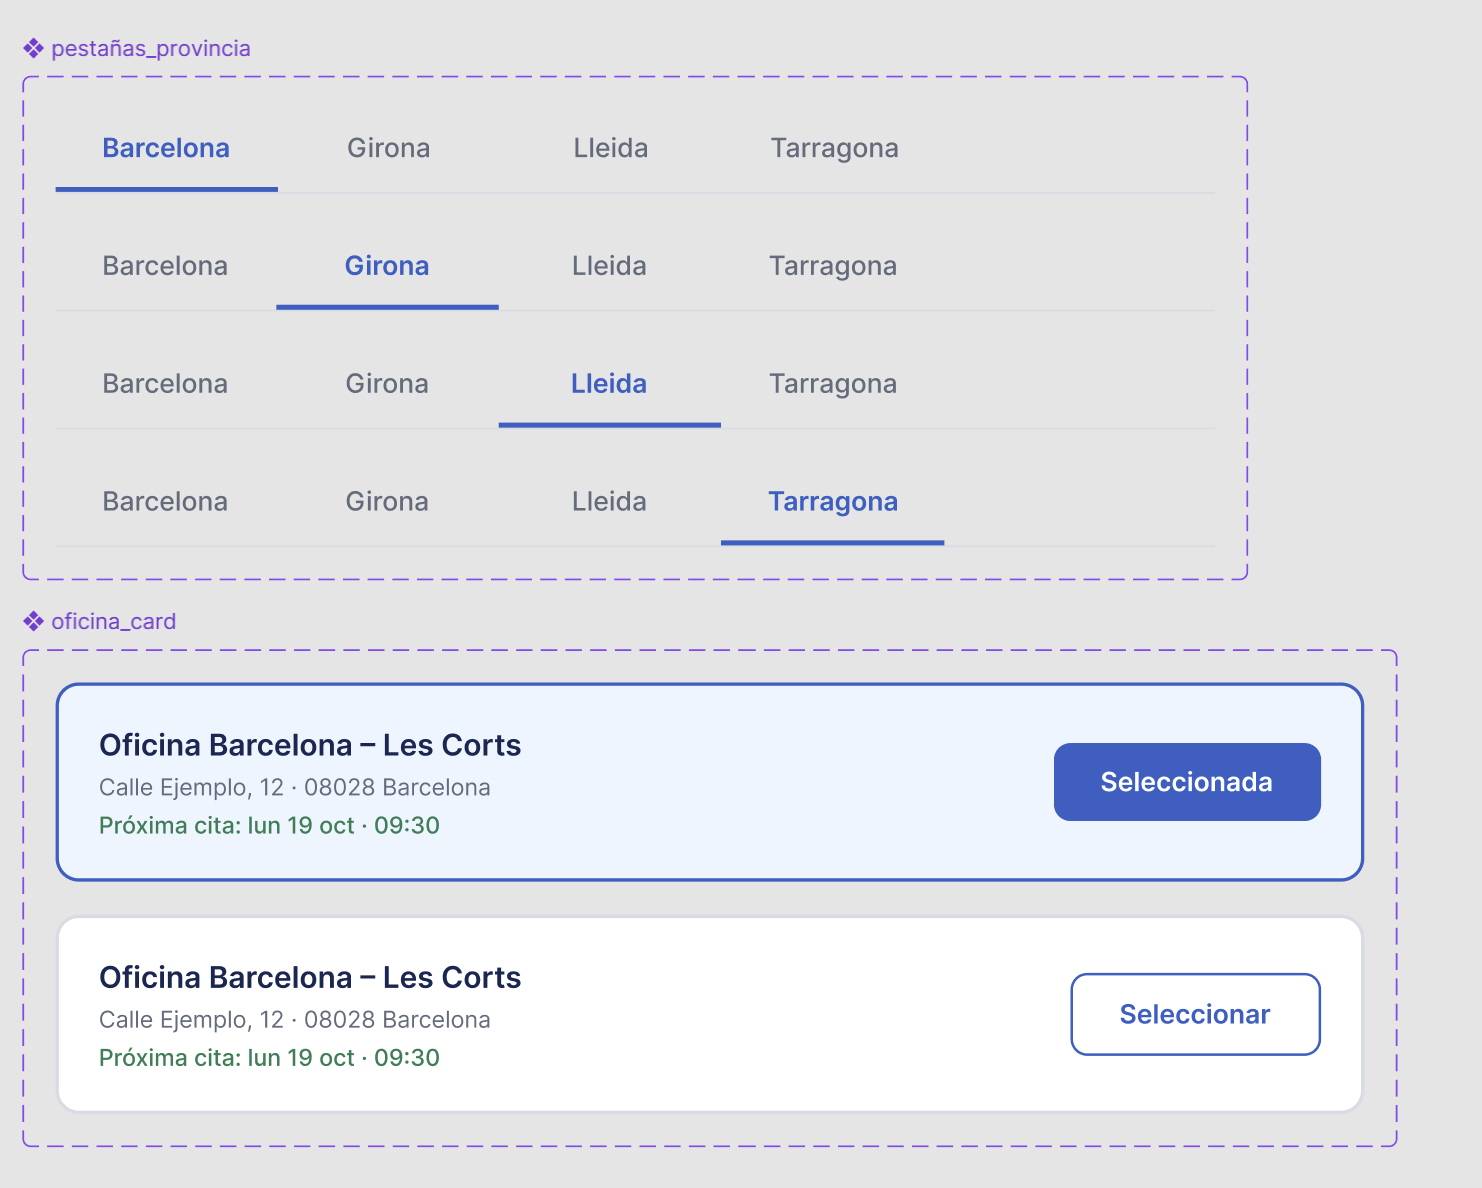 pestañas_provincia
Barcelona Girona Lleida Tarragona
Barcelona Girona Lleida Tarragona
Barcelona Girona Lleida Tarragona
Barcelona Girona Lleida Tarragona
oficina_card
Oficina Barcelona – Les Corts
Calle Ejemplo, 12 · 08028 Barcelona
Próxima cita: lun 19 oct · 09:30
Seleccionada
Oficina Barcelona – Les Corts
Calle Ejemplo, 12 · 08028 Barcelona
Próxima cita: lun 19 oct · 09:30
Seleccionar